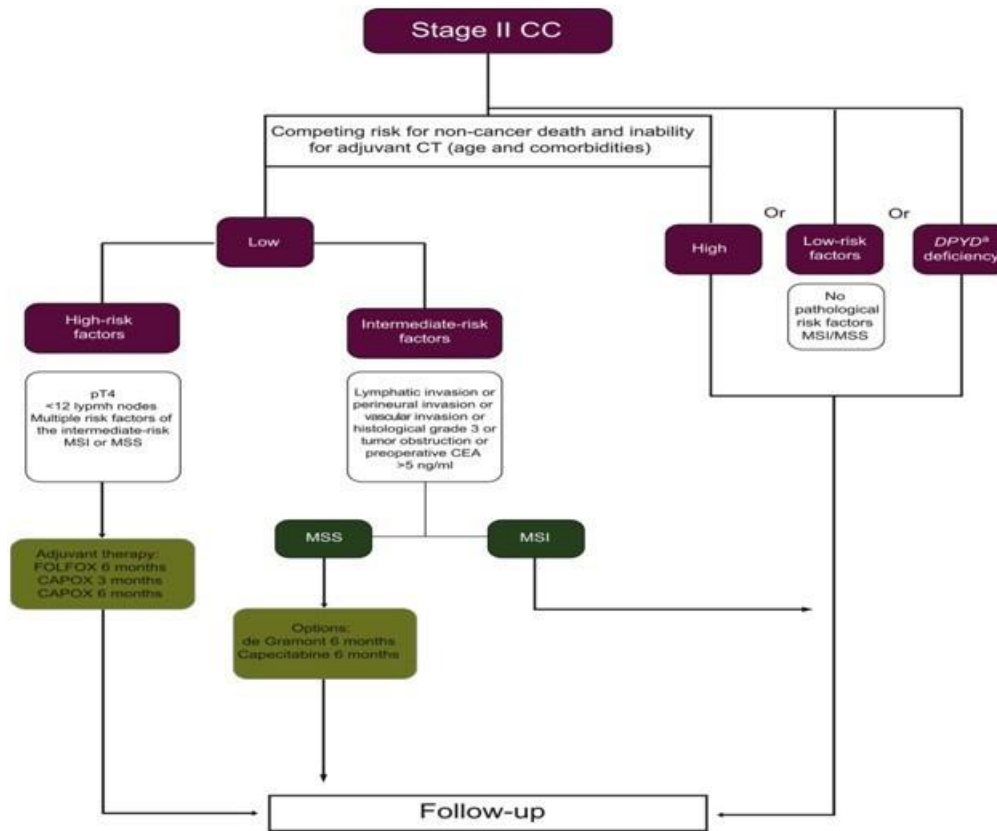 Stage II CC
Competing risk for non-cancer death and inability
for adjuvant CT (age and comorbidities)
Low
High
Or
Low-risk
factors
Or
DPYDᵃ
deficiency
No
pathological
risk factors
MSI/MSS
High-risk
factors
Intermediate-risk
factors
pT4
<12 lypmh nodes
Multiple risk factors of
the intermediate-risk
MSI or MSS
Lymphatic invasion or
perineural invasion or
vascular invasion or
histological grade 3 or
tumor obstruction or
preoperative CEA
>5 ng/ml
MSS
MSI
Adjuvant therapy:
FOLFOX 6 months
CAPOX 3 months
CAPOX 6 months
Options:
de Gramont 6 months
Capecitabine 6 months
Follow-up